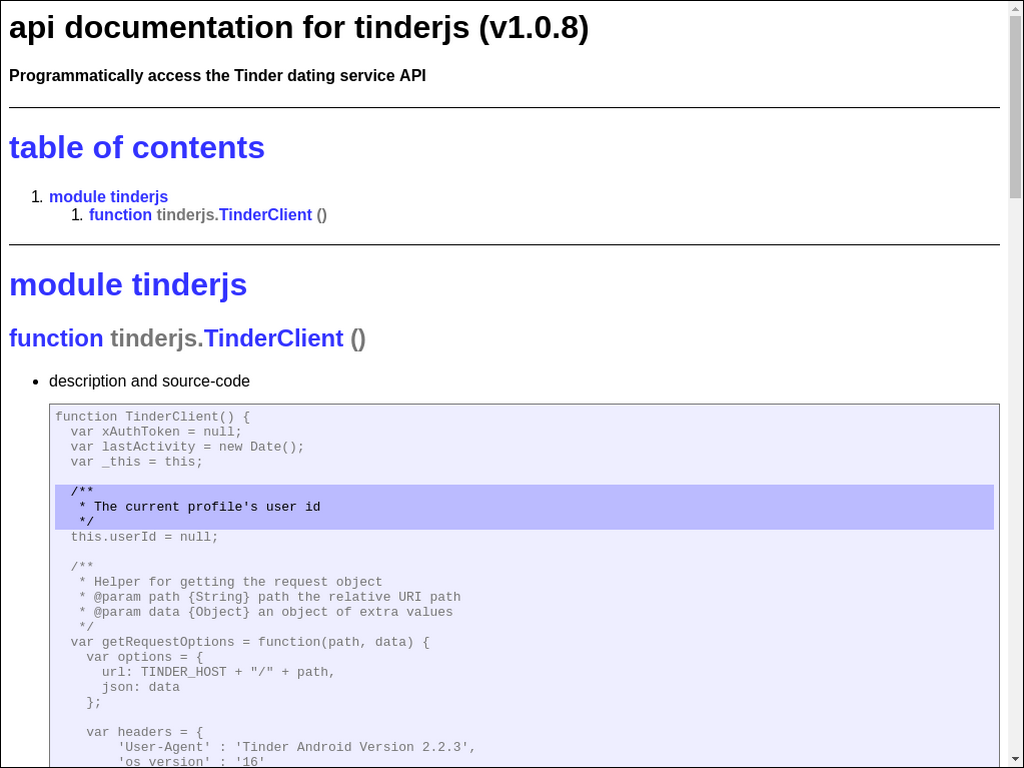 api documentation for tinderjs (v1.0.8)
Programmatically access the Tinder dating service API
table of contents
1. module tinderjs
1. function tinderjs.TinderClient ()
module tinderjs
function tinderjs.TinderClient ()
• description and source-code
function TinderClient() {
  var xAuthToken = null;
  var lastActivity = new Date();
  var _this = this;
  /**
   * The current profile's user id
   */
  this.userId = null;
  /**
   * Helper for getting the request object
   * @param path {String} path the relative URI path
   * @param data {Object} an object of extra values
   */
  var getRequestOptions = function(path, data) {
    var options = {
      url: TINDER_HOST + "/" + path,
      json: data
    };
    var headers = {
        'User-Agent' : 'Tinder Android Version 2.2.3',
        'os version' : '16'